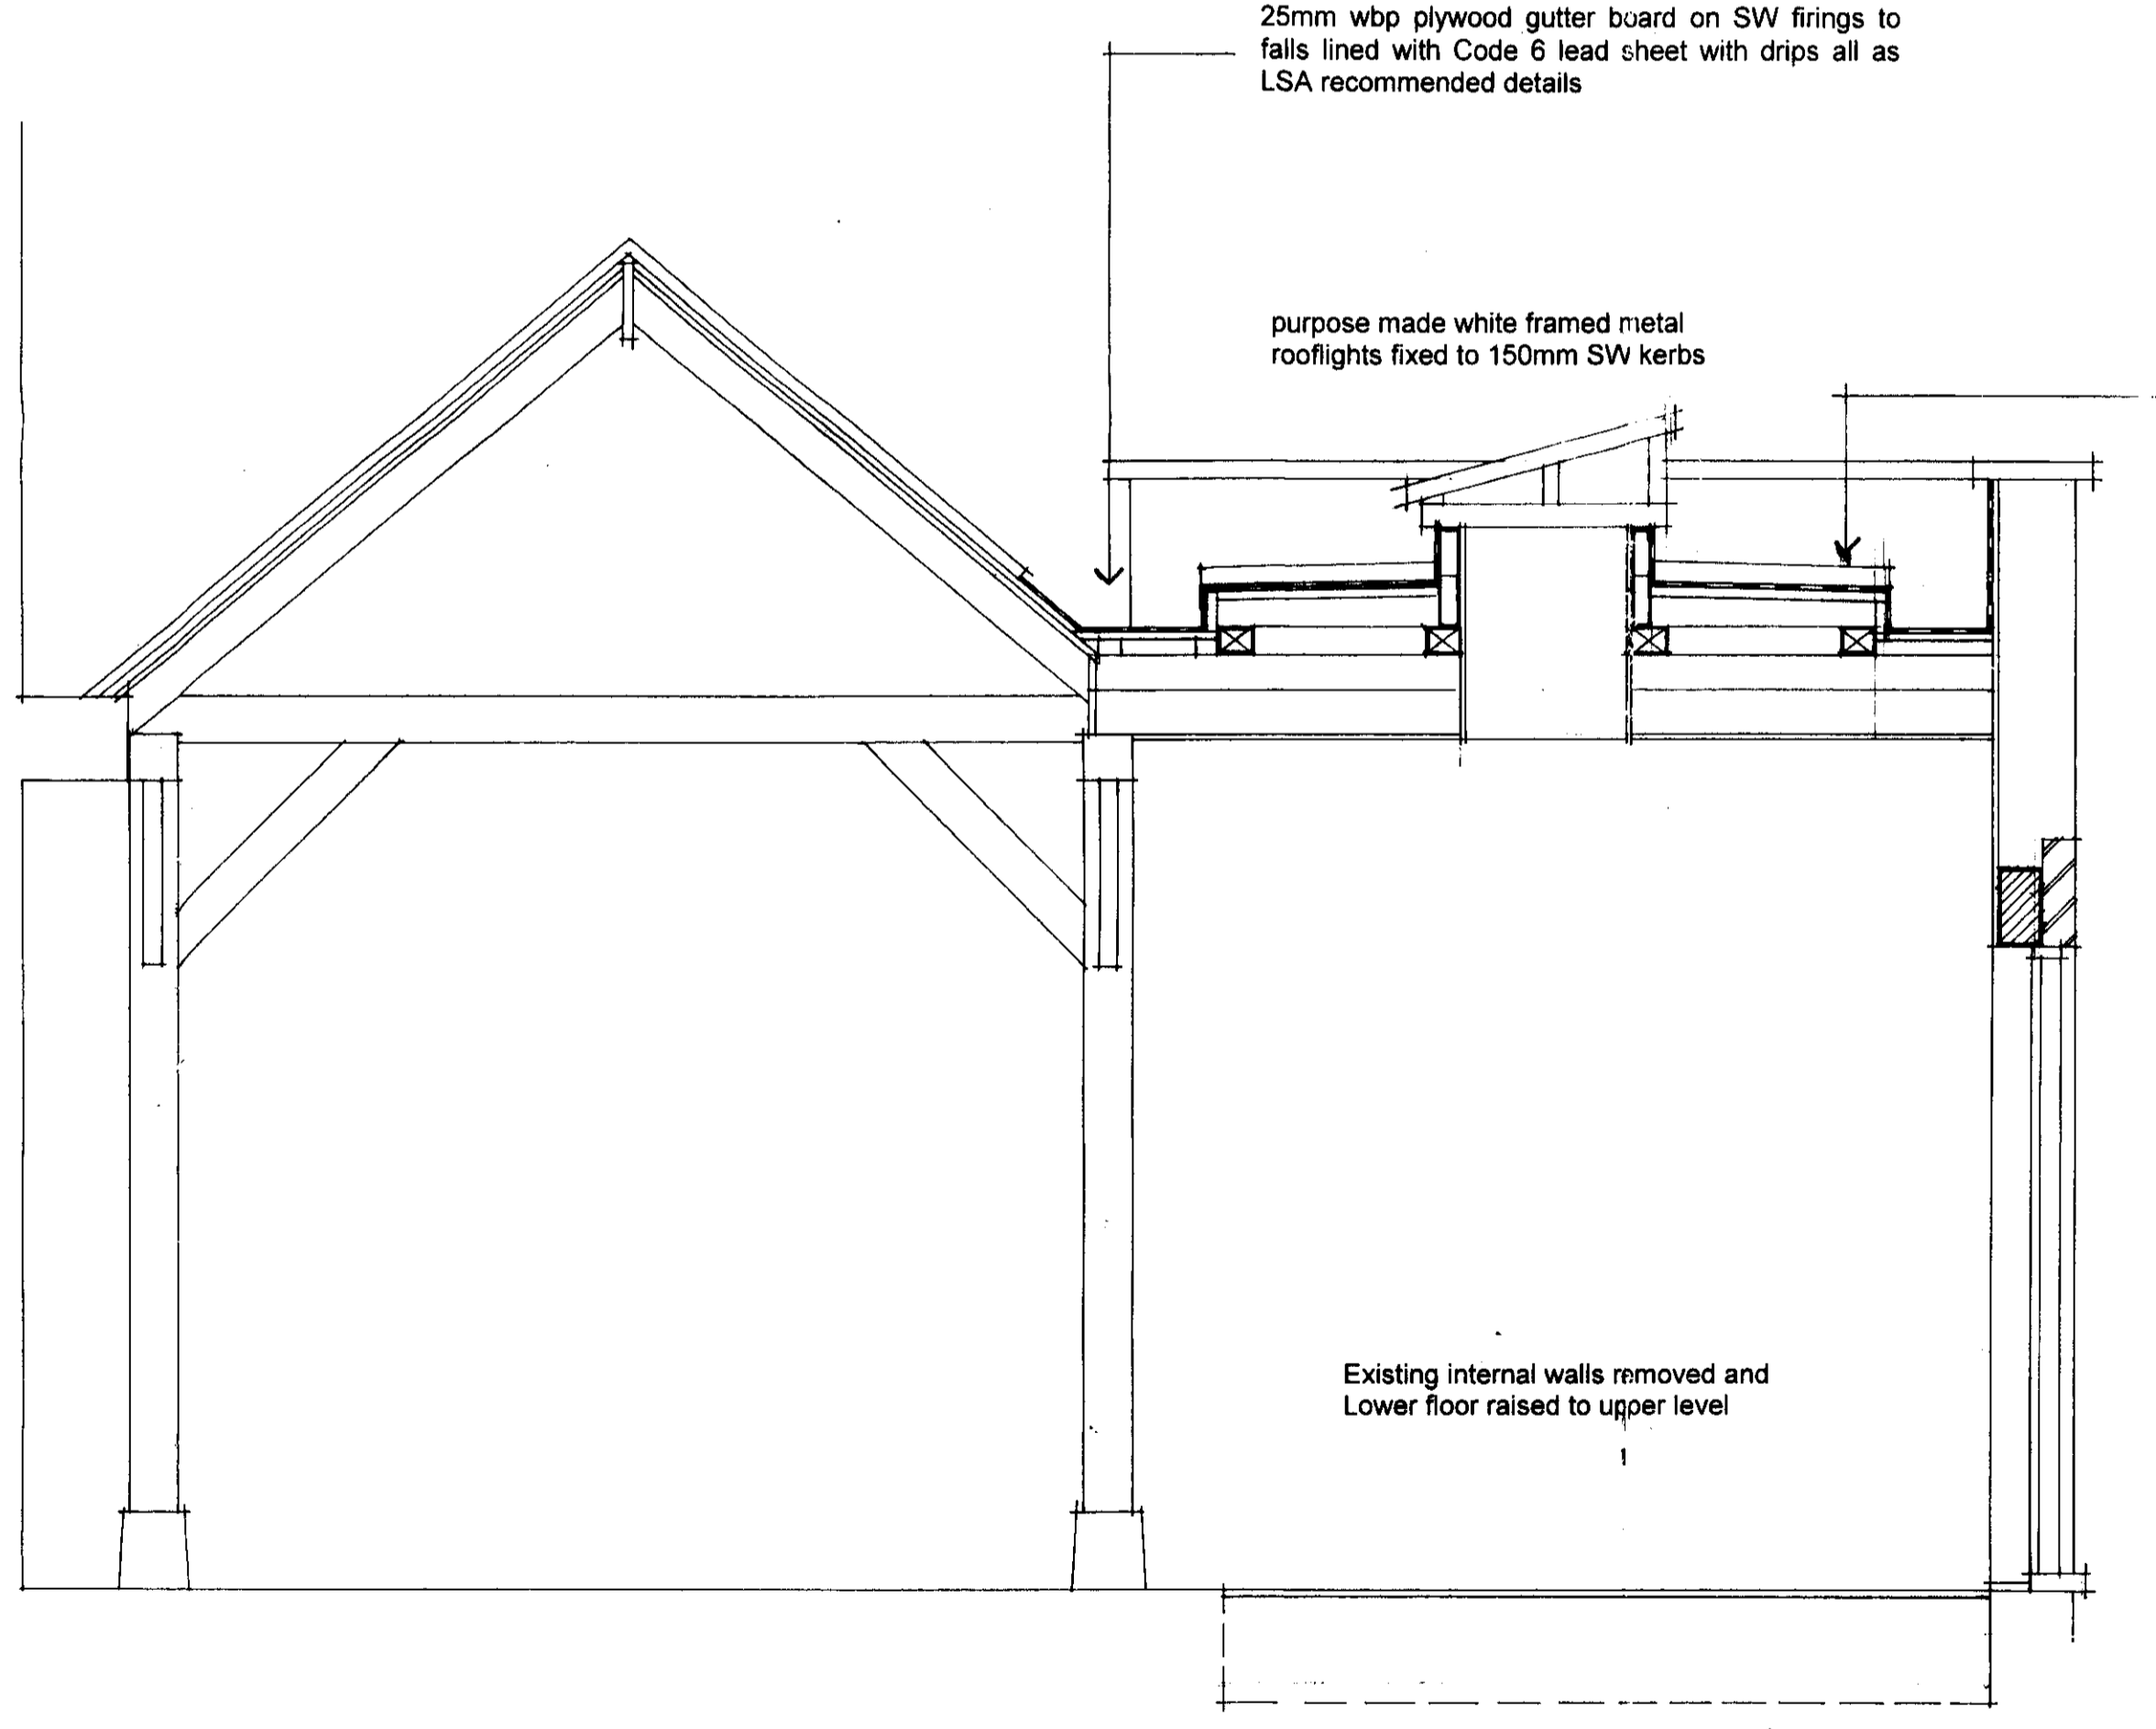 25mm wbp plywood gutter board on SW firings to
falls lined with Code 6 lead sheet with drips all as
LSA recommended details
purpose made white framed metal
rooflights fixed to 150mm SW kerbs
Existing internal walls removed and
Lower floor raised to upper level